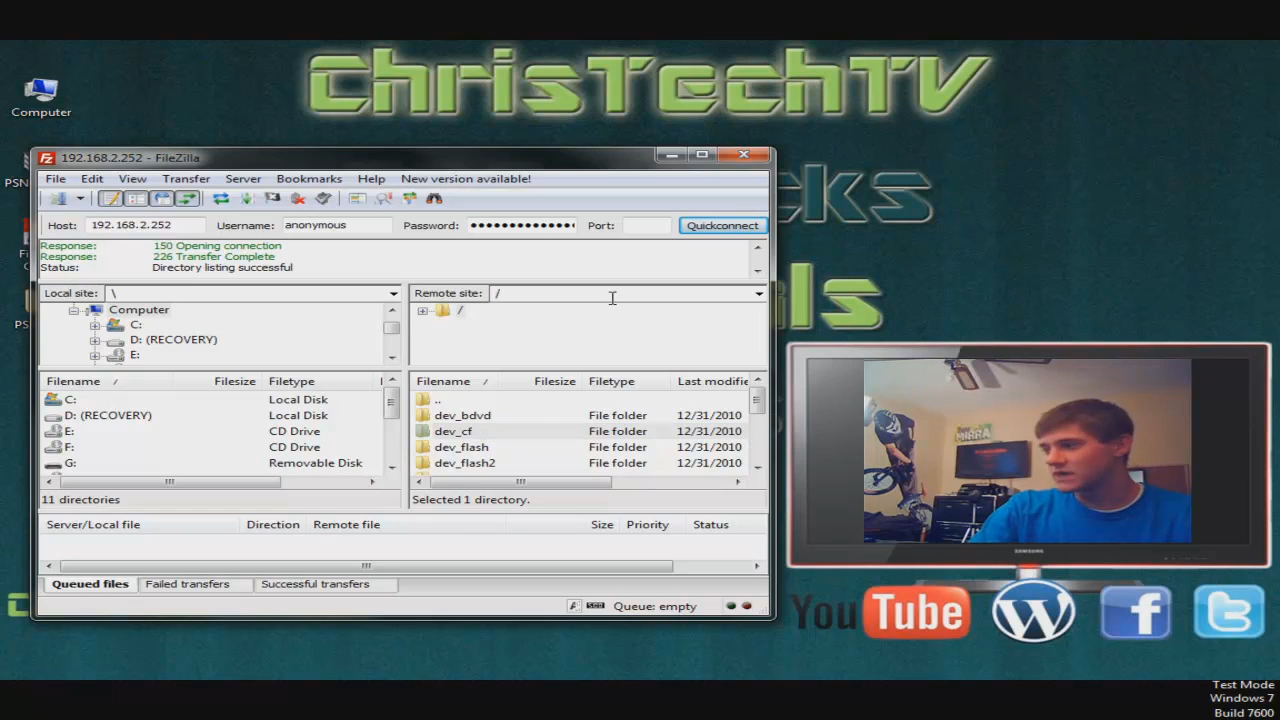 ChrisTechTV
Computer
PSN
cks
192.168.2.252 - FileZilla
File Edit View Transfer Server Bookmarks Help New version available!
Host: 192.168.2.252 Username: anonymous Password: ●●●●●●●●●●●●●● Port: Quickconnect
Response: 150 Opening connection
Response: 226 Transfer Complete
Status: Directory listing successful
Local site: \ Remote site: /
Computer /
C:
D: (RECOVERY)
E:
Filename / Filesize Filetype Filename / Filesize Filetype Last modifie
C: Local Disk ..
D: (RECOVERY) Local Disk dev_bdvd File folder 12/31/2010
E: CD Drive dev_cf File folder 12/31/2010
F: CD Drive dev_flash File folder 12/31/2010
G: Removable Disk dev_flash2 File folder 12/31/2010
11 directories Selected 1 directory.
Server/Local file Direction Remote file Size Priority Status
Queued files Failed transfers Successful transfers
Queue: empty
ls
MIRRA
SAMSUNG
YouTube
Test Mode
Windows 7
Build 7600